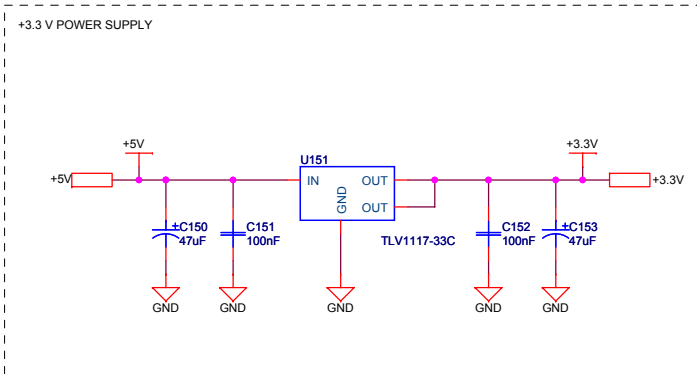 +3.3 V POWER SUPPLY
+5V
+3.3V
U151
+5V
IN
OUT
+3.3V
GND
OUT
±C150
47uF
C151
100nF
TLV1117-33C
C152
100nF
±C153
47uF
GND
GND
GND
GND
GND